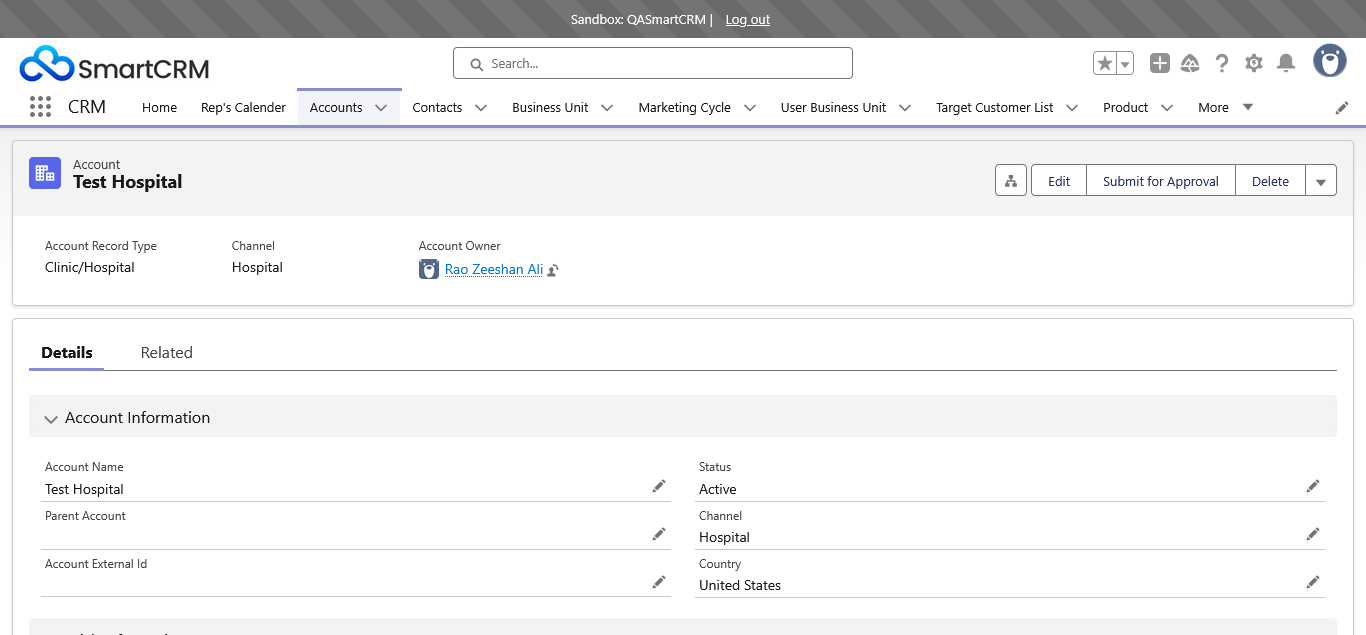 Sandbox: QASmartCRM | Log out
SmartCRM
Search...
CRM Home Rep's Calender Accounts Contacts Business Unit Marketing Cycle User Business Unit Target Customer List Product More
Account
Test Hospital
Edit Submit for Approval Delete
Account Record Type Channel Account Owner
Clinic/Hospital Hospital Rao Zeeshan Ali
Details Related
Account Information
Account Name Status
Test Hospital Active
Parent Account Channel
Hospital
Account External Id Country
United States